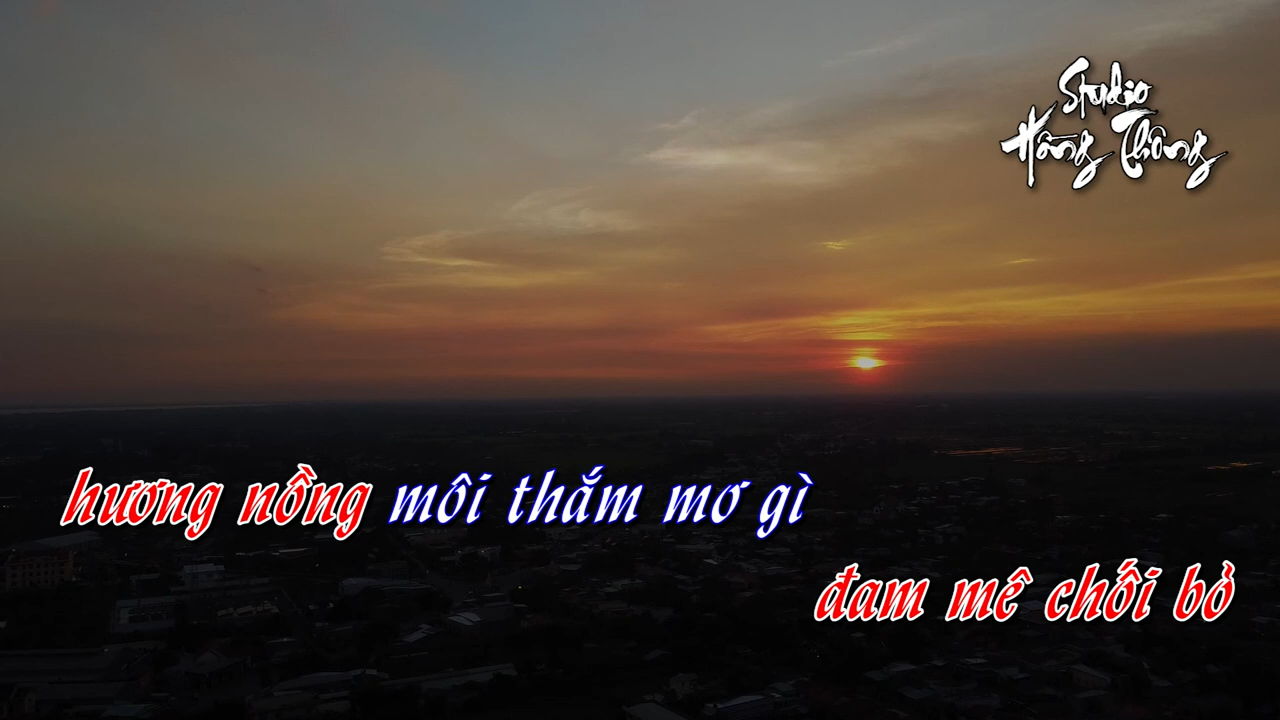 Studio
Hồng Thông
hương nồng môi thắm mơ gì
đam mê chối bỏ